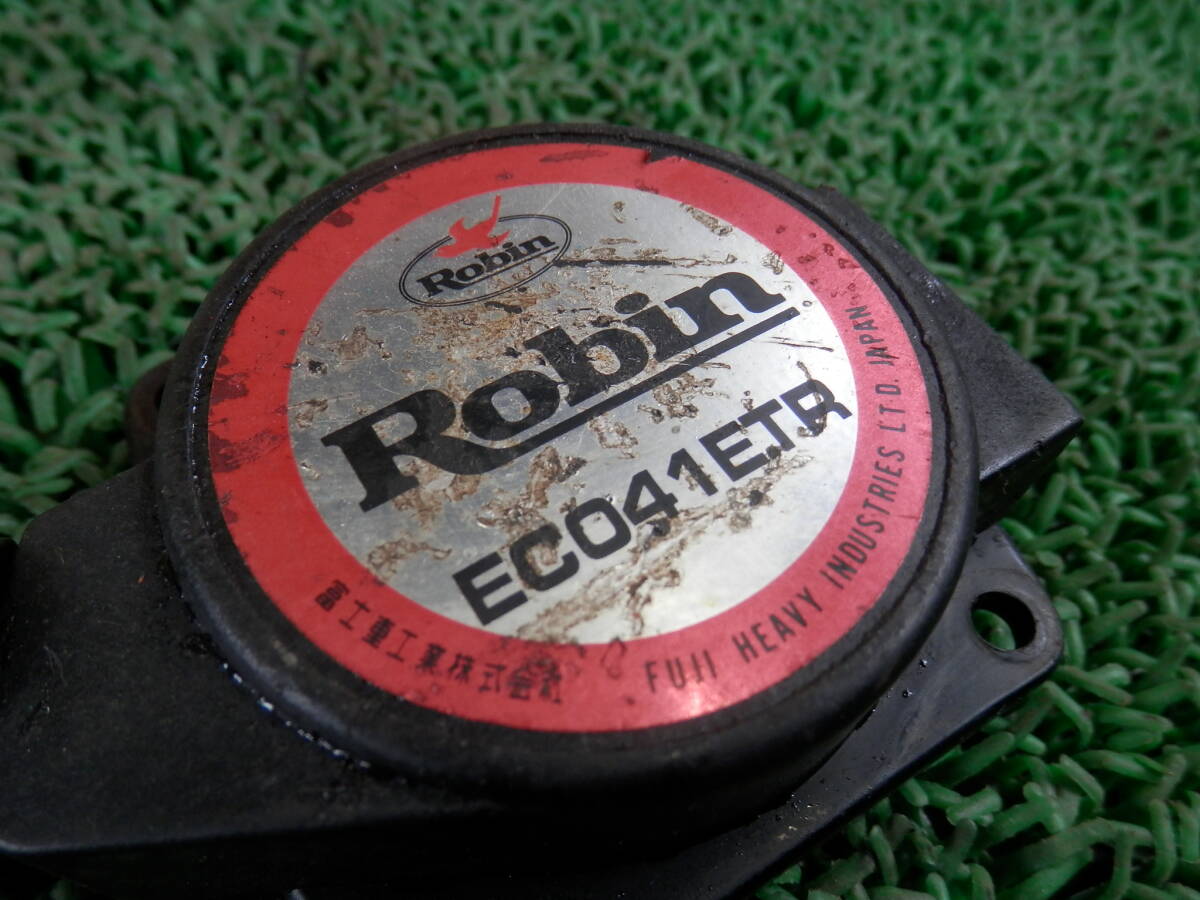 Robin
Robin
EC041ETR
富士重工業株式会社
FUJI HEAVY INDUSTRIES LTD. JAPAN